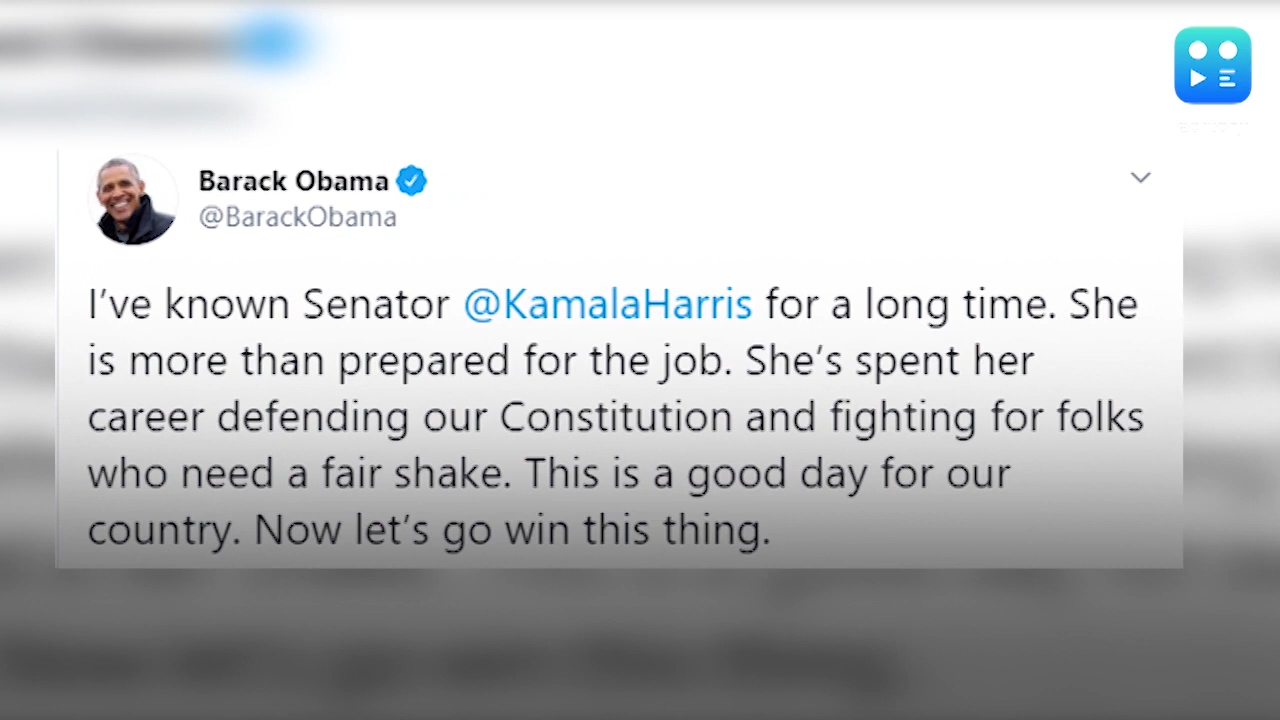 Barack Obama
@BarackObama
I’ve known Senator @KamalaHarris for a long time. She
is more than prepared for the job. She’s spent her
career defending our Constitution and fighting for folks
who need a fair shake. This is a good day for our
country. Now let’s go win this thing.